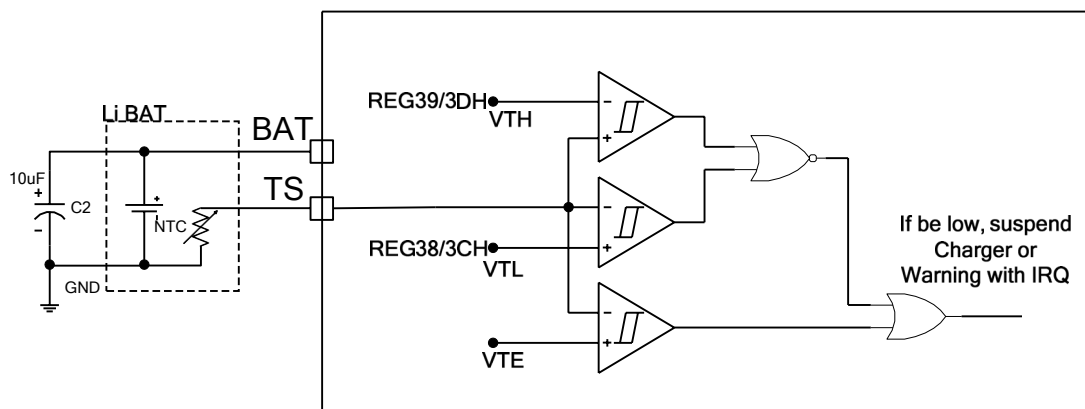 REG39/3DH
VTH
Li BAT
BAT
10uF
+
C2
-
+
NTC
TS
GND
REG38/3CH
VTL
VTE
-
+
-
+
-
+
If be low, suspend
Charger or
Warning with IRQ